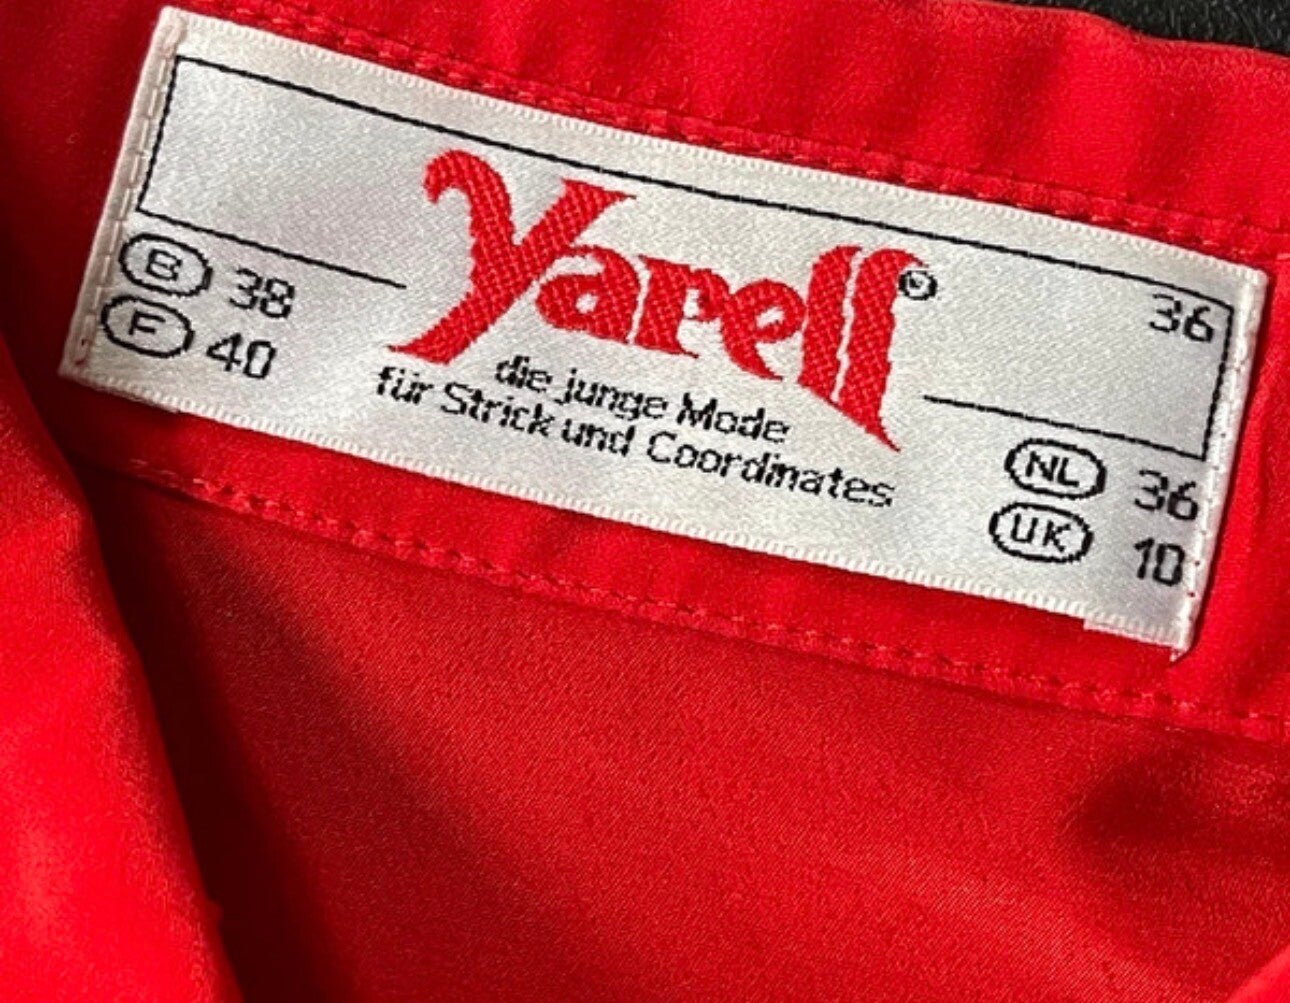 Yarell®
36
die junge Mode
für Strick und Coordinates
B 38
F 40
NL 36
UK 10